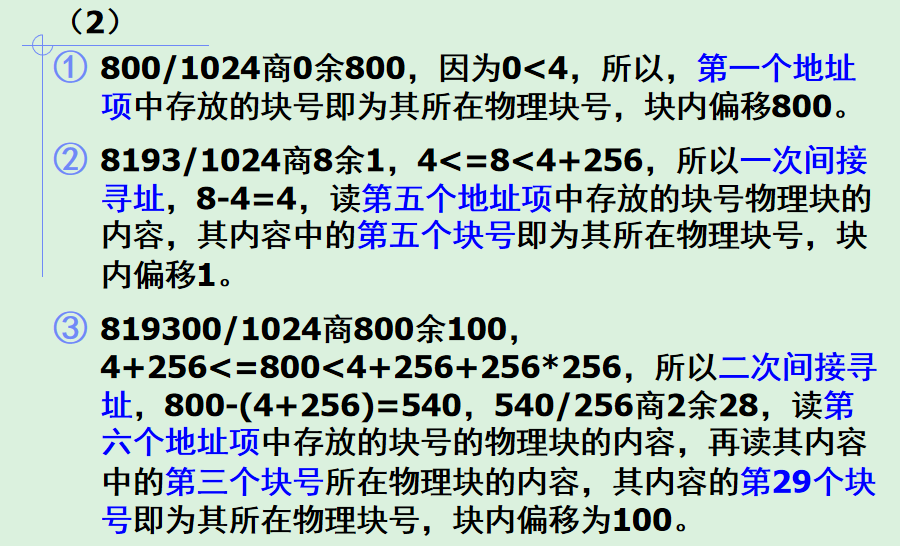 （2）
① 800/1024商0余800，因为0<4，所以，第一个地址
项中存放的块号即为其所在物理块号，块内偏移800。
② 8193/1024商8余1，4<=8<4+256，所以一次间接
寻址，8-4=4，读第五个地址项中存放的块号物理块的
内容，其内容中的第五个块号即为其所在物理块号，块
内偏移1。
③ 819300/1024商800余100，
4+256<=800<4+256+256*256，所以二次间接寻
址，800-(4+256)=540，540/256商2余28，读第
六个地址项中存放的块号的物理块的内容，再读其内容
中的第三个块号所在物理块的内容，其内容的第29个块
号即为其所在物理块号，块内偏移为100。